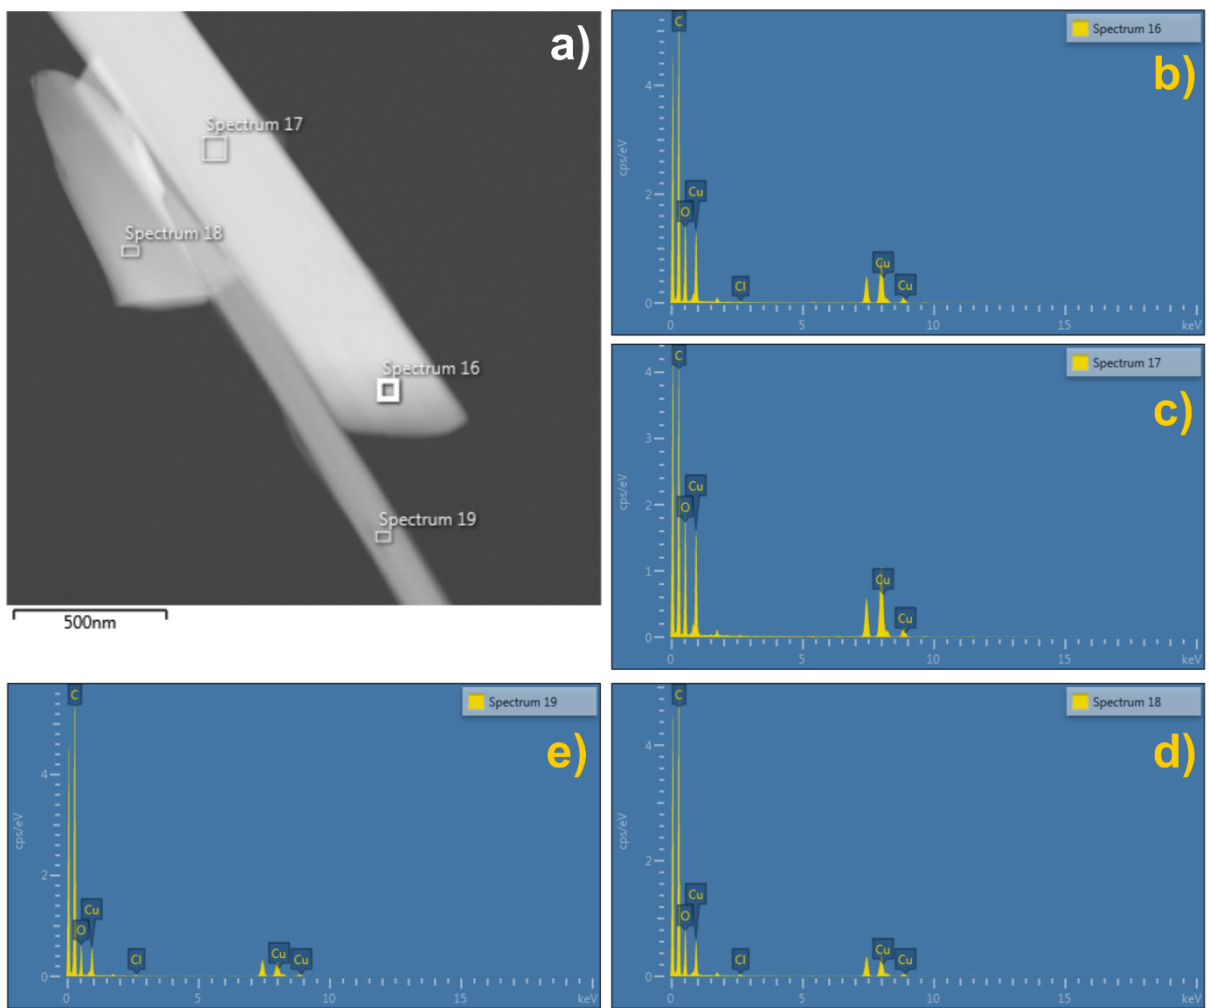 a)
Spectrum 17
Spectrum 18
Spectrum 16
Spectrum 19
500nm
Spectrum 16
b)
C
Cu
O
Cl
Cu
Cu
cps/eV
4
2
0
0
5
10
15
keV
Spectrum 17
c)
C
Cu
O
Cu
Cu
cps/eV
4
3
2
1
0
0
5
10
15
keV
Spectrum 19
e)
C
Cu
O
Cl
Cu
Cu
cps/eV
4
2
0
0
5
10
15
keV
Spectrum 18
d)
C
Cu
O
Cl
Cu
Cu
cps/eV
4
2
0
0
5
10
15
keV